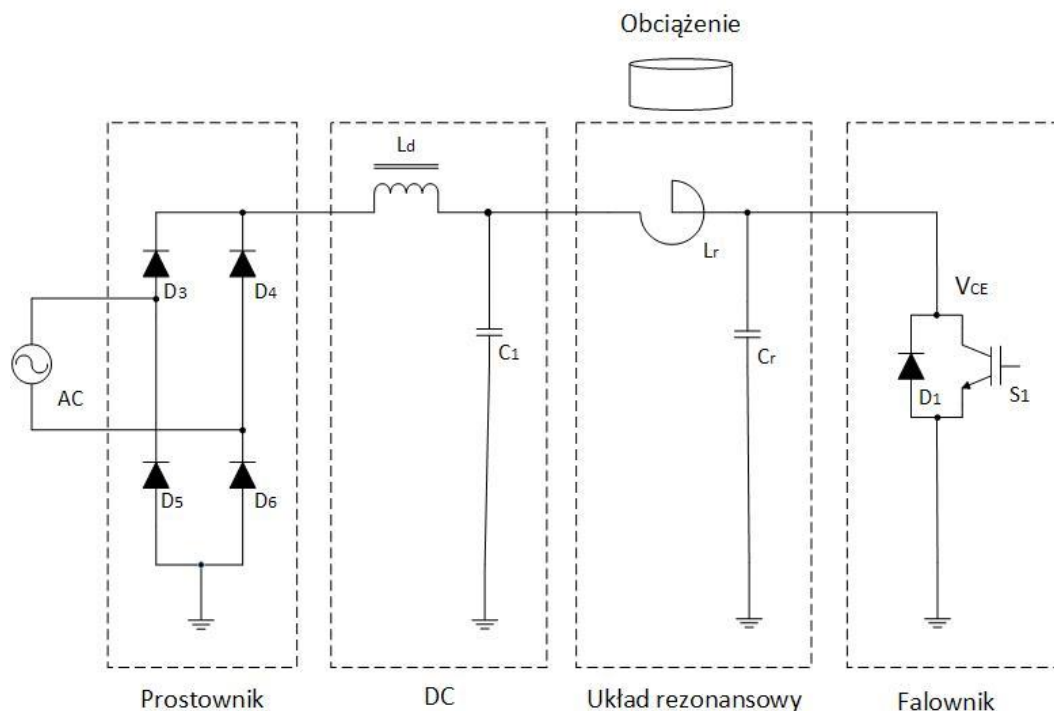 Obciążenie
Ld
Lr
D3
D4
VCE
C1
Cr
D1
S1
AC
D5
D6
Prostownik
DC
Układ rezonansowy
Falownik